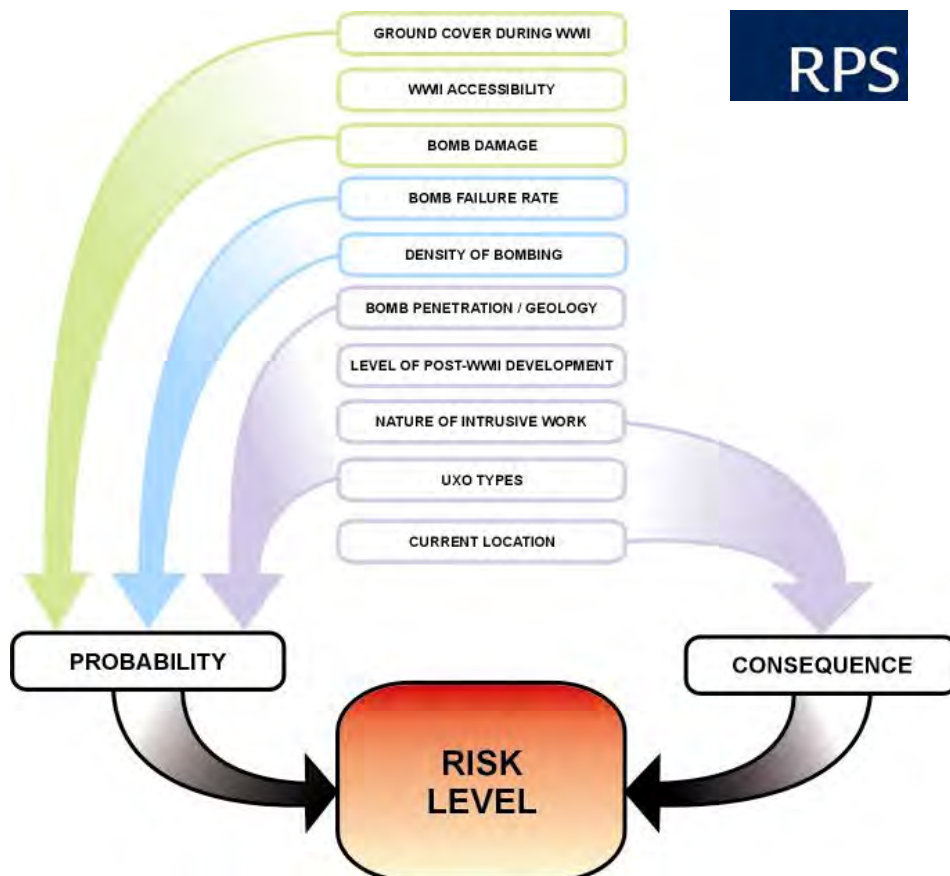 GROUND COVER DURING WWII
RPS
WWII ACCESSIBILITY
BOMB DAMAGE
BOMB FAILURE RATE
DENSITY OF BOMBING
BOMB PENETRATION / GEOLOGY
LEVEL OF POST-WWII DEVELOPMENT
NATURE OF INTRUSIVE WORK
UXO TYPES
CURRENT LOCATION
PROBABILITY
CONSEQUENCE
RISK
LEVEL